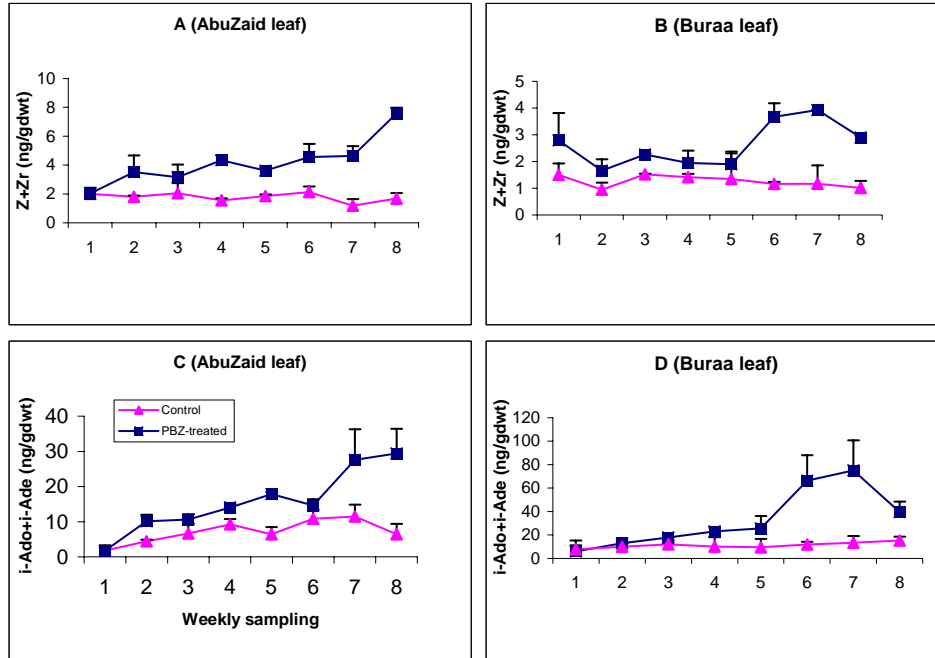 A (AbuZaid leaf)
Z+Zr (ng/gdwt)
10
8
6
4
2
0
1 2 3 4 5 6 7 8
B (Buraa leaf)
Z+Zr (ng/gdwt)
5
4
3
2
1
0
1 2 3 4 5 6 7 8
C (AbuZaid leaf)
Control
PBZ-treated
i-Ado+i-Ade (ng/gdwt)
40
30
20
10
0
1 2 3 4 5 6 7 8
Weekly sampling
D (Buraa leaf)
i-Ado+i-Ade (ng/gdwt)
120
100
80
60
40
20
0
1 2 3 4 5 6 7 8